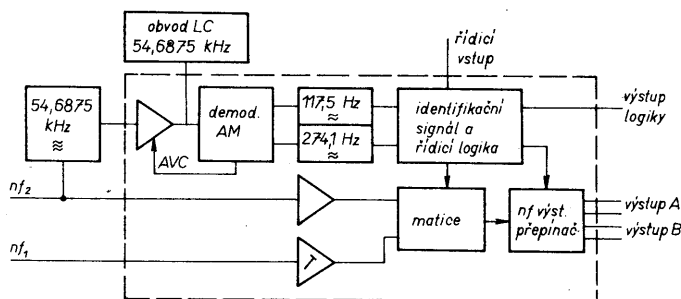 obvod LC
54,6875 kHz
řídicí
vstup
54,6875
kHz
≈
demod.
AM
117,5 Hz
≈
274,1 Hz
≈
identifikační
signál a
řídicí logika
výstup
logiky
AVC
nf2
matice
nf výst.
přepínač
výstup A
výstup B
nf1